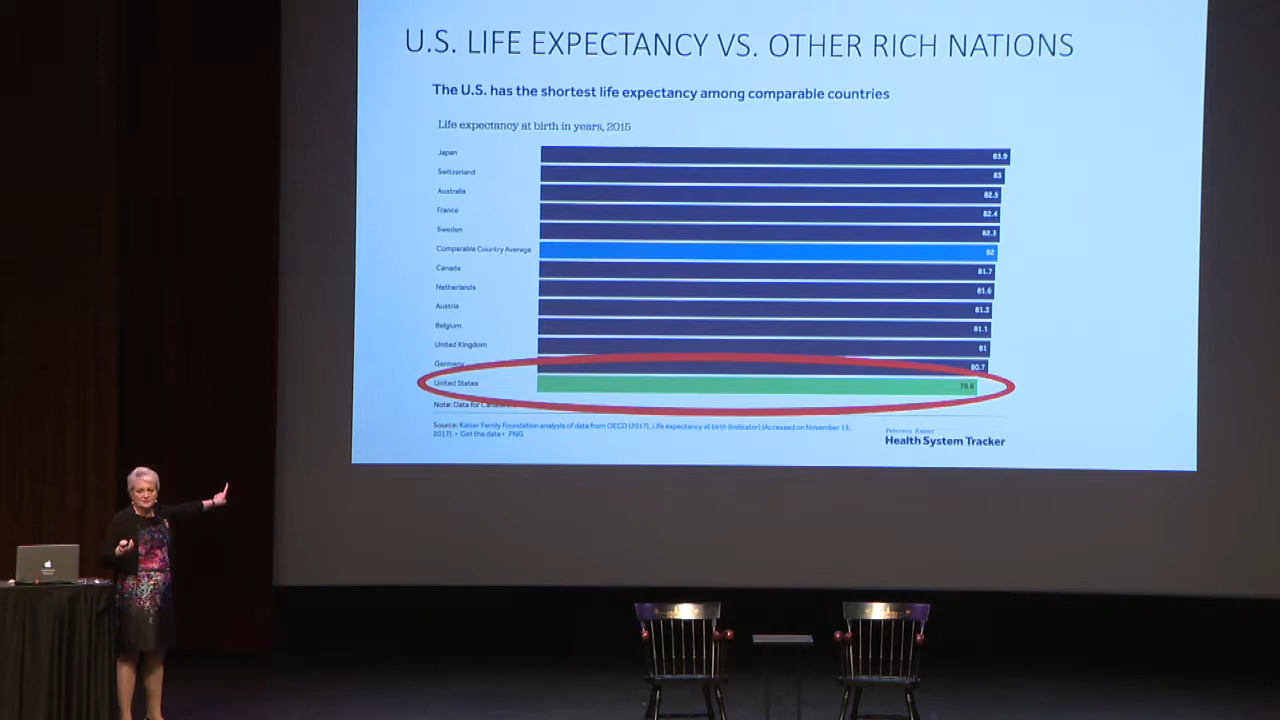 U.S. LIFE EXPECTANCY VS. OTHER RICH NATIONS
The U.S. has the shortest life expectancy among comparable countries
Life expectancy at birth in years, 2015
Japan 83.9
Switzerland 83
Australia 82.5
France 82.4
Sweden 82.3
Comparable Country Average 82
Canada 81.7
Netherlands 81.6
Austria 81.3
Belgium 81.1
United Kingdom 81
Germany 80.7
United States 78.8
Note: Data for Canada
Source: Kaiser Family Foundation analysis of data from OECD (2017), Life expectancy at birth (indicator) (Accessed on November 13,
2017). • Get the data • PNG
Peterson-Kaiser
Health System Tracker